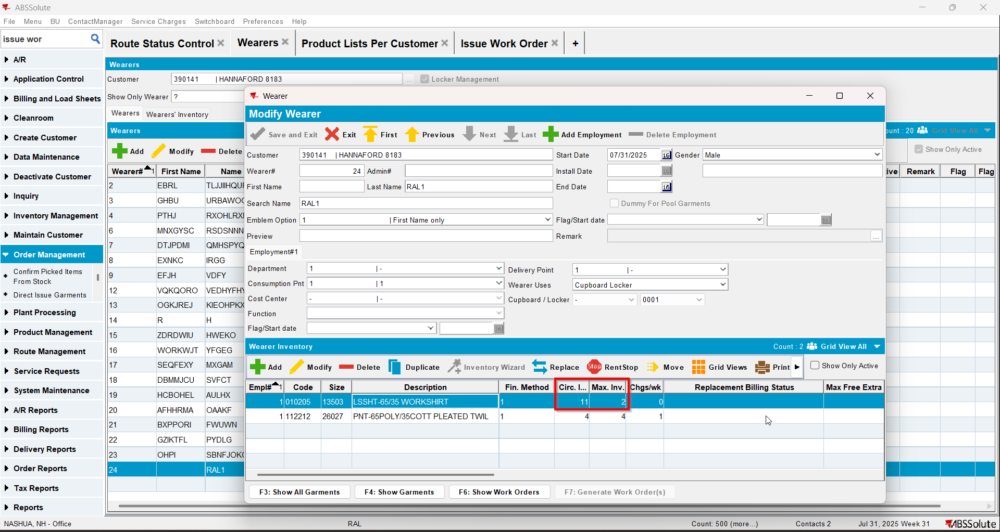 ABSSolute
File Menu BU ContactManager Service Charges Switchboard Preferences Help
issue wor
Route Status Control
Wearers
Product Lists Per Customer
Issue Work Order
+
A/R
Application Control
Billing and Load Sheets
Cleanroom
Create Customer
Data Maintenance
Deactivate Customer
Inquiry
Inventory Management
Maintain Customer
Order Management
Confirm Picked Items
From Stock
Direct Issue Garments
Plant Processing
Product Management
Route Management
Service Requests
System Maintenance
A/R Reports
Billing Reports
Delivery Reports
Order Reports
Tax Reports
Reports
Wearers
Customer 390141 | HANNAFORD 8183 ... Locker Management
Show Only Wearer ?
Wearers Wearers' Inventory
Wearers
ount : 20 Grid View All
Add Modify Delete
Show Only Active
Wearer# 1 First Name Name
ive Remark Flag Flag
2 EBRL TLJJIIHQUF
3 GHBU URBAWOC
4 PTHJ RXOHLRXI
6 MNXGYSC RSDSNNN
7 DTJPDMI QMHSPYQ
8 EXNKC IRGG
9 EFJH VDFY
12 VQKQORO VEDHYFHY
13 OGKJREJ KIEOHPKX
14 R H
15 ZDRDWIU HWEKO
16 WORKWJT YFGEG
17 SEQFEXY MXGAM
18 DBMMJCU SVFCT
19 HCBOHEL AULHX
20 AFHHRMA OAAKF
21 BXPPORI FWUWN
22 GZIKTFL PYDLG
23 OHPI SBNFJOK
24 RAL1
Wearer
Modify Wearer
Save and Exit Exit First Previous Next Last Add Employment Delete Employment
Customer 390141 | HANNAFORD 8183 Start Date 07/31/2025 16 Gender Male
Wearer# 24 Admin# Install Date 16
First Name Last Name RAL1 End Date 16
Search Name RAL1 Dummy For Pool Garments
Emblem Option 1 | First Name only Flag/Start date 16
Preview Remark ...
Employment#1
Department 1 | - Delivery Point 1 | -
Consumption Pnt 1 | 1 Wearer Uses Cupboard Locker
Cost Center - | - Cupboard / Locker - 0001
Function
Flag/Start date 16
Wearer Inventory Count : 2 Grid View All
Add Modify Delete Duplicate Inventory Wizard Replace Stop RentStop Move Grid Views Print Show Only Active
Empl# 1 Code Size Description Fin. Method Circ. I... Max. Inv. Chgs/wk Replacement Billing Status Max Free Extra
1 010205 13503 LSSHT-65/35 WORKSHIRT 1 11 2 0
1 112212 26027 PNT-65POLY/35COTT PLEATED TWIL 1 4 4 1
F3: Show All Garments F4: Show Garments F6: Show Work Orders F7: Generate Work Order(s)
NASHUA, NH - Office RAL Count: 500 (more...) Contacts 2 Jul 31, 2025 Week 31 ABSSolute